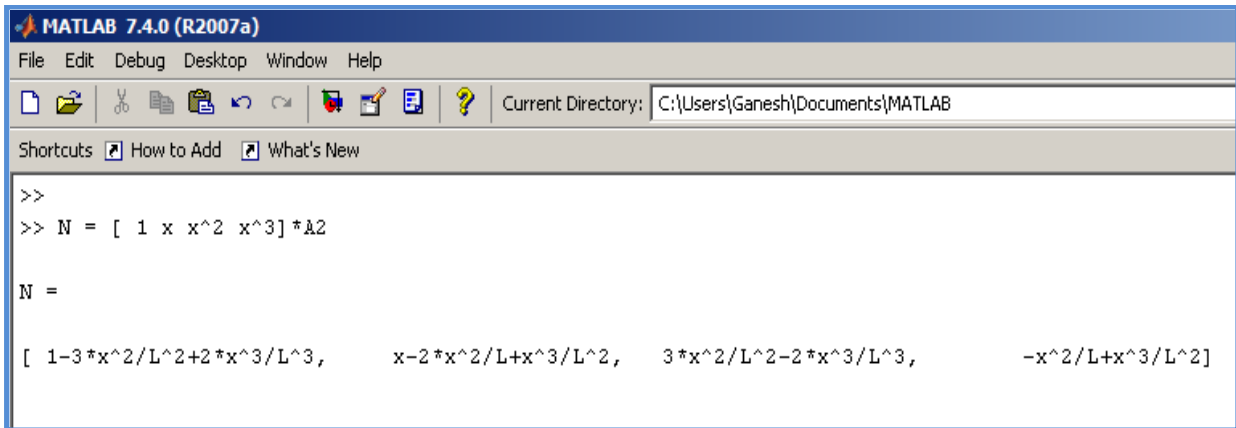 MATLAB 7.4.0 (R2007a)
File Edit Debug Desktop Window Help
Current Directory: C:\Users\Ganesh\Documents\MATLAB
Shortcuts How to Add What's New
>>
>> N = [ 1 x x^2 x^3]*A2
N =
[ 1-3*x^2/L^2+2*x^3/L^3, x-2*x^2/L+x^3/L^2, 3*x^2/L^2-2*x^3/L^3, -x^2/L+x^3/L^2]